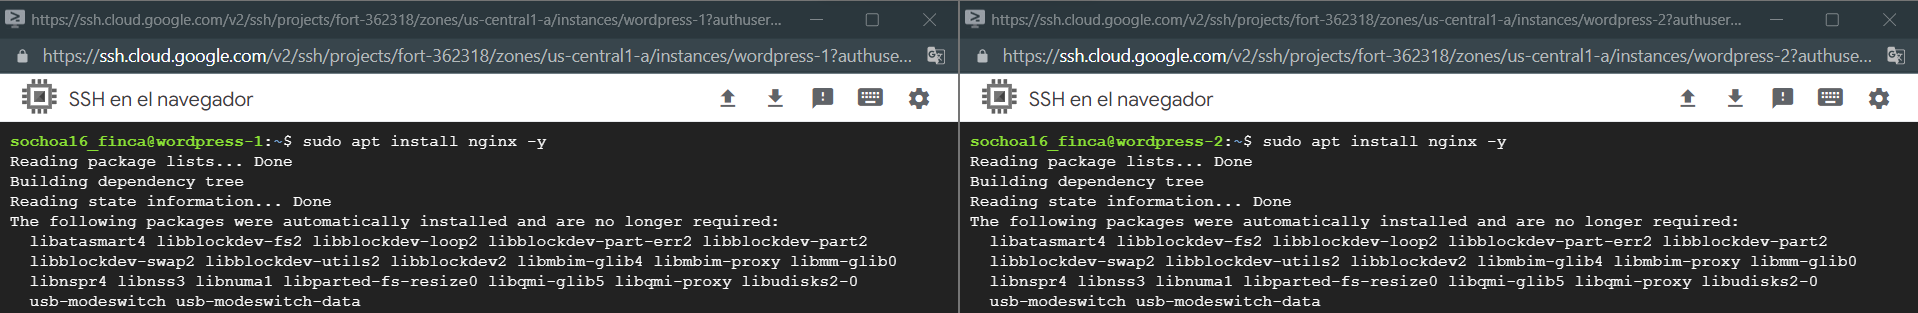 https://ssh.cloud.google.com/v2/ssh/projects/fort-362318/zones/us-central1-a/instances/wordpress-1?authuser...
https://ssh.cloud.google.com/v2/ssh/projects/fort-362318/zones/us-central1-a/instances/wordpress-1?authuse...
SSH en el navegador
sochoa16_finca@wordpress-1:~$ sudo apt install nginx -y
Reading package lists... Done
Building dependency tree
Reading state information... Done
The following packages were automatically installed and are no longer required:
libatasmart4 libblockdev-fs2 libblockdev-loop2 libblockdev-part-err2 libblockdev-part2
libblockdev-swap2 libblockdev-utils2 libblockdev2 libmbim-glib4 libmbim-proxy libmm-glib0
libnspr4 libnss3 libnuma1 libparted-fs-resize0 libqmi-glib5 libqmi-proxy libudisks2-0
usb-modeswitch usb-modeswitch-data
https://ssh.cloud.google.com/v2/ssh/projects/fort-362318/zones/us-central1-a/instances/wordpress-2?authuser...
https://ssh.cloud.google.com/v2/ssh/projects/fort-362318/zones/us-central1-a/instances/wordpress-2?authuse...
SSH en el navegador
sochoa16_finca@wordpress-2:~$ sudo apt install nginx -y
Reading package lists... Done
Building dependency tree
Reading state information... Done
The following packages were automatically installed and are no longer required:
libatasmart4 libblockdev-fs2 libblockdev-loop2 libblockdev-part-err2 libblockdev-part2
libblockdev-swap2 libblockdev-utils2 libblockdev2 libmbim-glib4 libmbim-proxy libmm-glib0
libnspr4 libnss3 libnuma1 libparted-fs-resize0 libqmi-glib5 libqmi-proxy libudisks2-0
usb-modeswitch usb-modeswitch-data